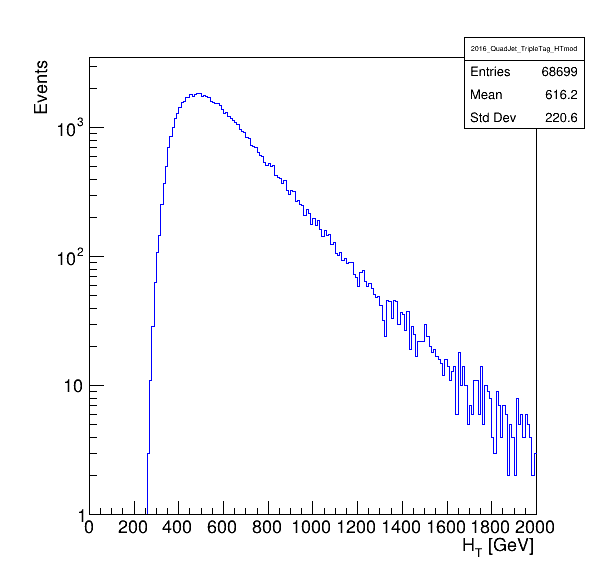 2016_QuadJet_TripleTag_HTmod
Entries 68699
Mean 616.2
Std Dev 220.6
Events
10³
10²
10
1
0 200 400 600 800 1000 1200 1400 1600 1800 2000
H_T [GeV]